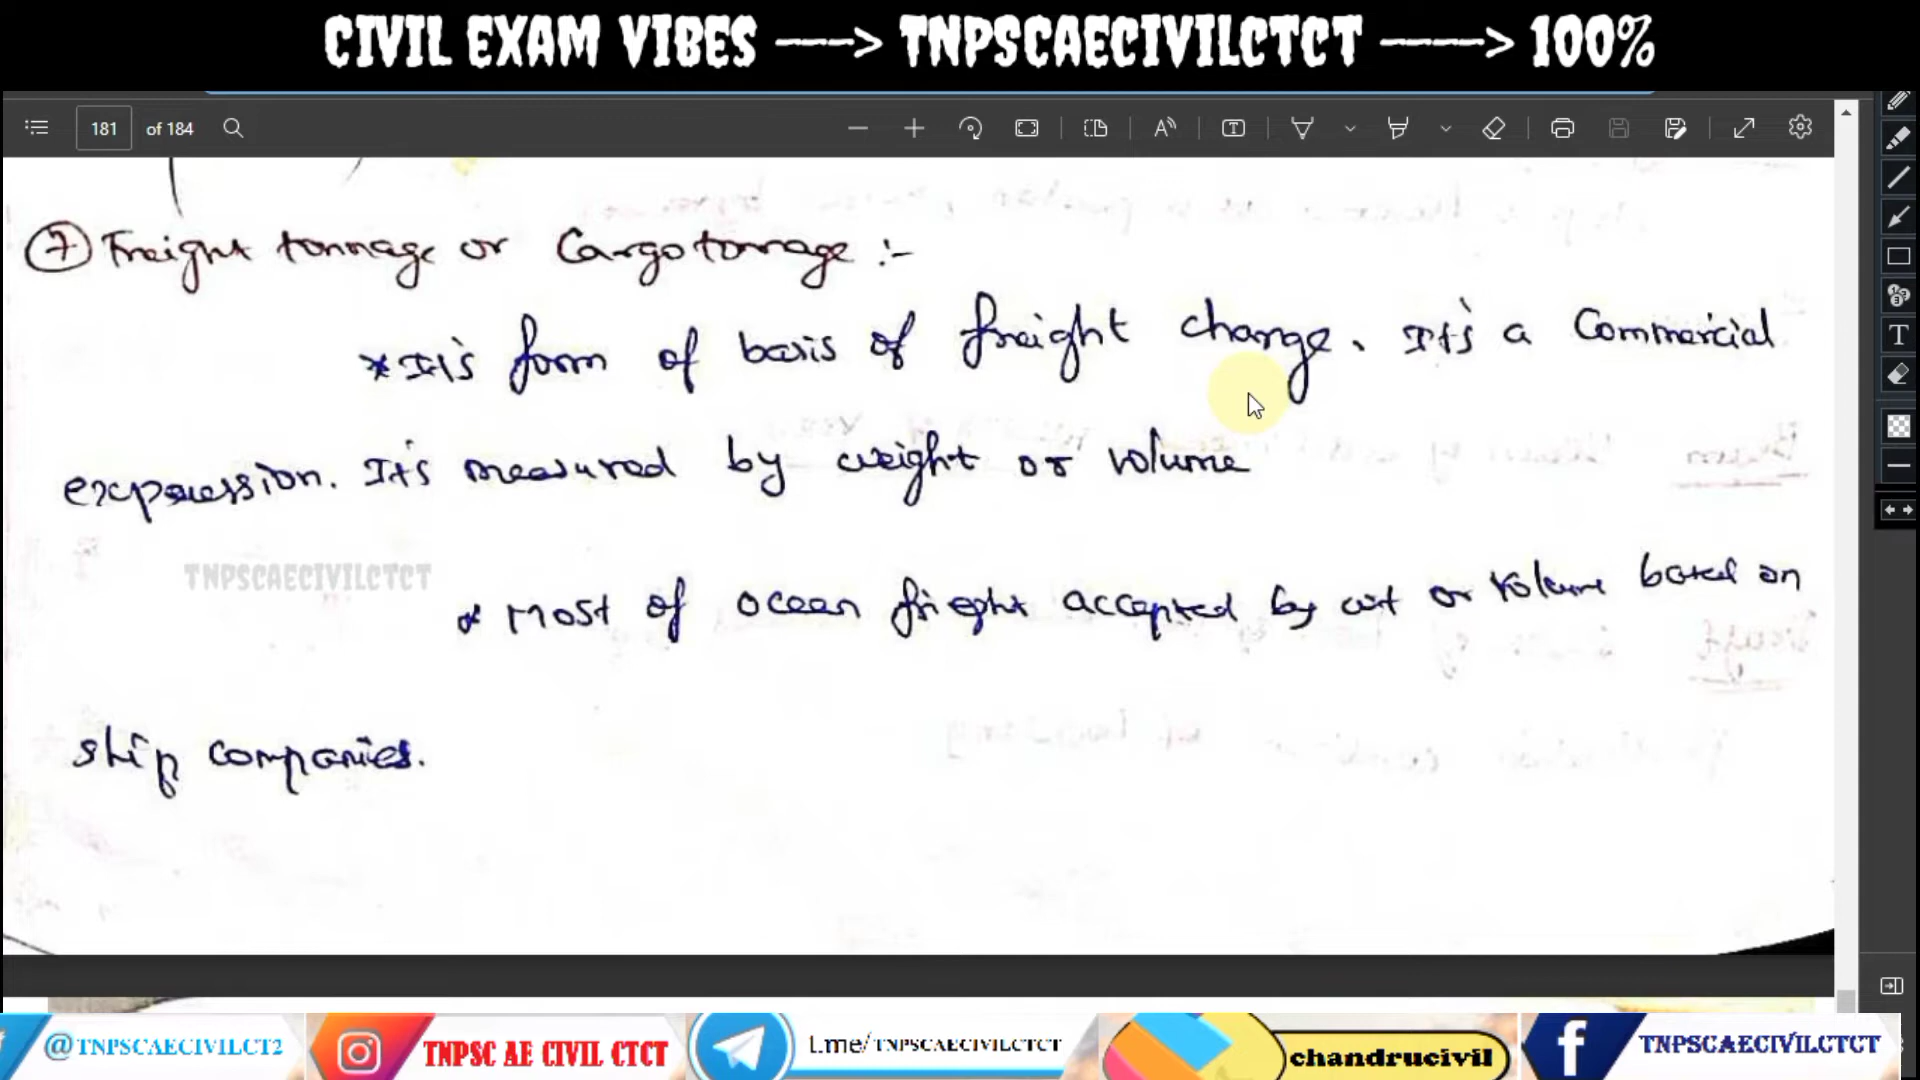 CIVIL EXAM VIBES ---> TNPSCAECIVILCTCT ----> 100%
181 of 184
⑦ Freight tonnage or Cargo tonnage :-
* It's form of basis of freight change. It's a Commercial
expression. It's measured by weight or volume
TNPSCAECIVILCTCT
* Most of ocean frieght accepted by wt or volume based on
ship companies.
@TNPSCAECIVILCT2 TNPSC AE CIVIL CTCT t.me/TNPSCAECIVILCTCT chandrucivil TNPSCAECIVILCTCT